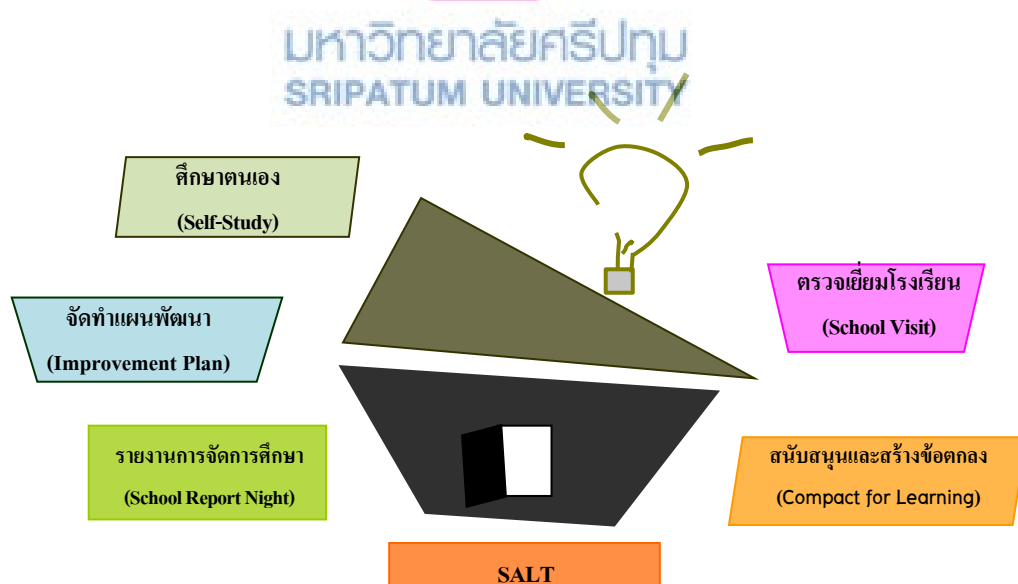 มหาวิทยาลัยศรีปทุม
SRIPATUM UNIVERSITY
ศึกษาตนเอง
(Self-Study)
ตรวจเยี่ยมโรงเรียน
(School Visit)
จัดทำแผนพัฒนา
(Improvement Plan)
รายงานการจัดการศึกษา
(School Report Night)
สนับสนุนและสร้างข้อตกลง
(Compact for Learning)
SALT